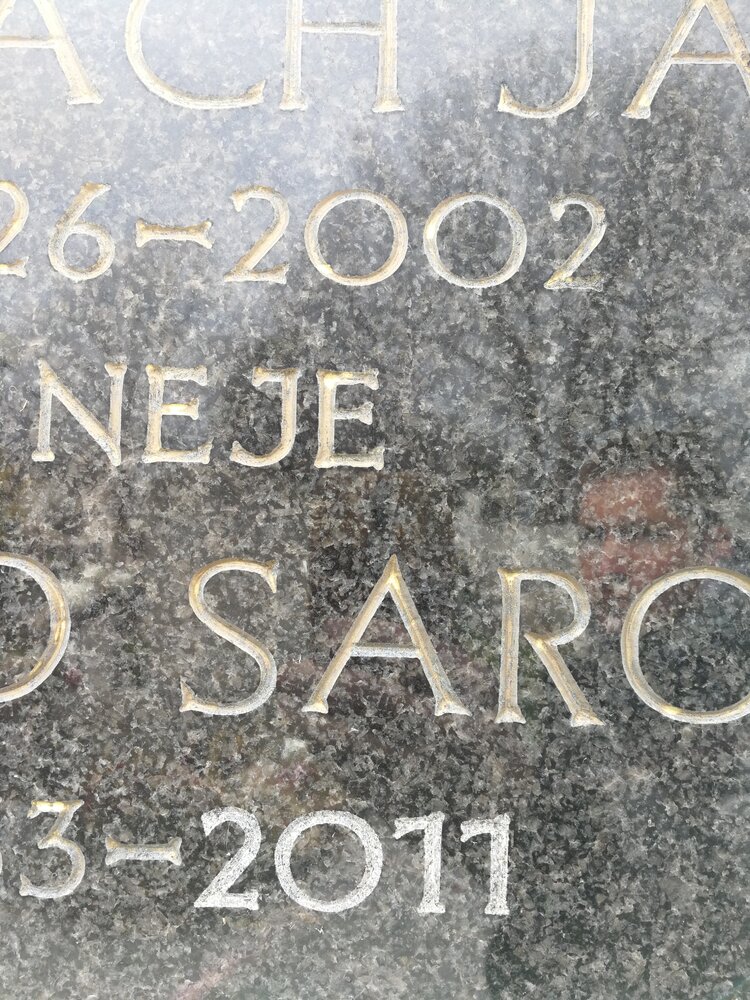 ACH JA
26-2002
NEJE
O SARO
3-2011